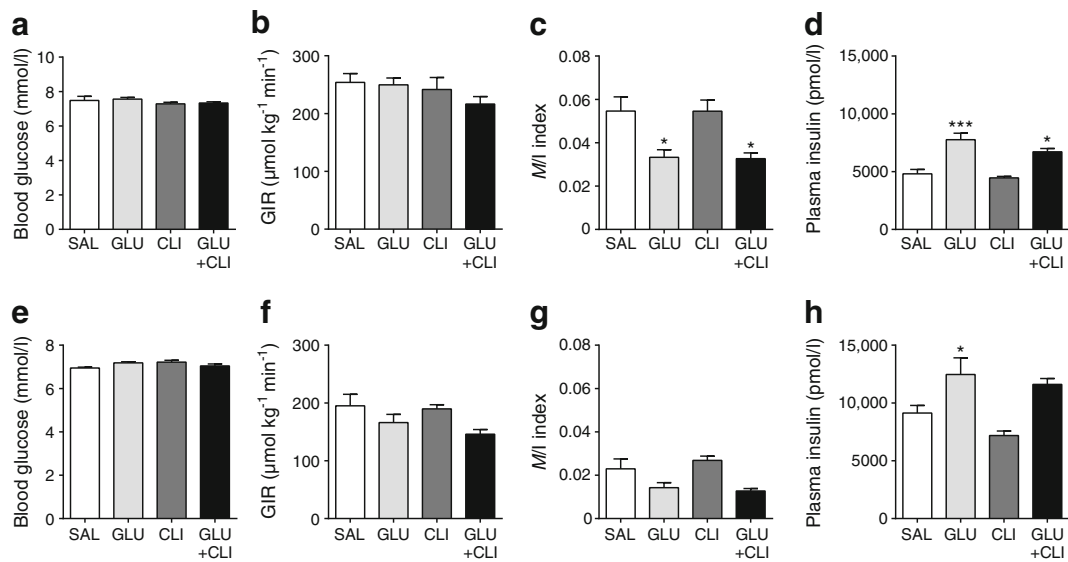 a
Blood glucose (mmol/l)
8
6
4
2
0
SAL
GLU
CLI
GLU
+CLI
b
GIR (μmol kg⁻¹ min⁻¹)
300
200
100
0
SAL
GLU
CLI
GLU
+CLI
c
M/I index
0.08
0.06
0.04
0.02
0
*
*
SAL
GLU
CLI
GLU
+CLI
d
Plasma insulin (pmol/l)
15,000
10,000
5000
0
***
*
SAL
GLU
CLI
GLU
+CLI
e
Blood glucose (mmol/l)
8
6
4
2
0
SAL
GLU
CLI
GLU
+CLI
f
GIR (μmol kg⁻¹ min⁻¹)
300
200
100
0
SAL
GLU
CLI
GLU
+CLI
g
M/I index
0.08
0.06
0.04
0.02
0
SAL
GLU
CLI
GLU
+CLI
h
Plasma insulin (pmol/l)
15,000
10,000
5000
0
*
SAL
GLU
CLI
GLU
+CLI